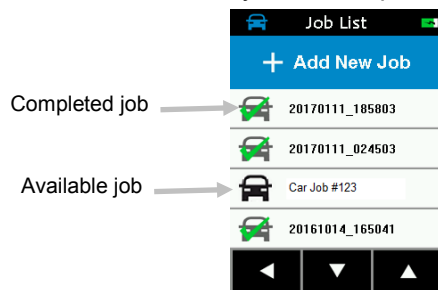 Job List
+ Add New Job
Completed job
20170111_185803
20170111_024503
Available job
Car Job #123
20161014_165041